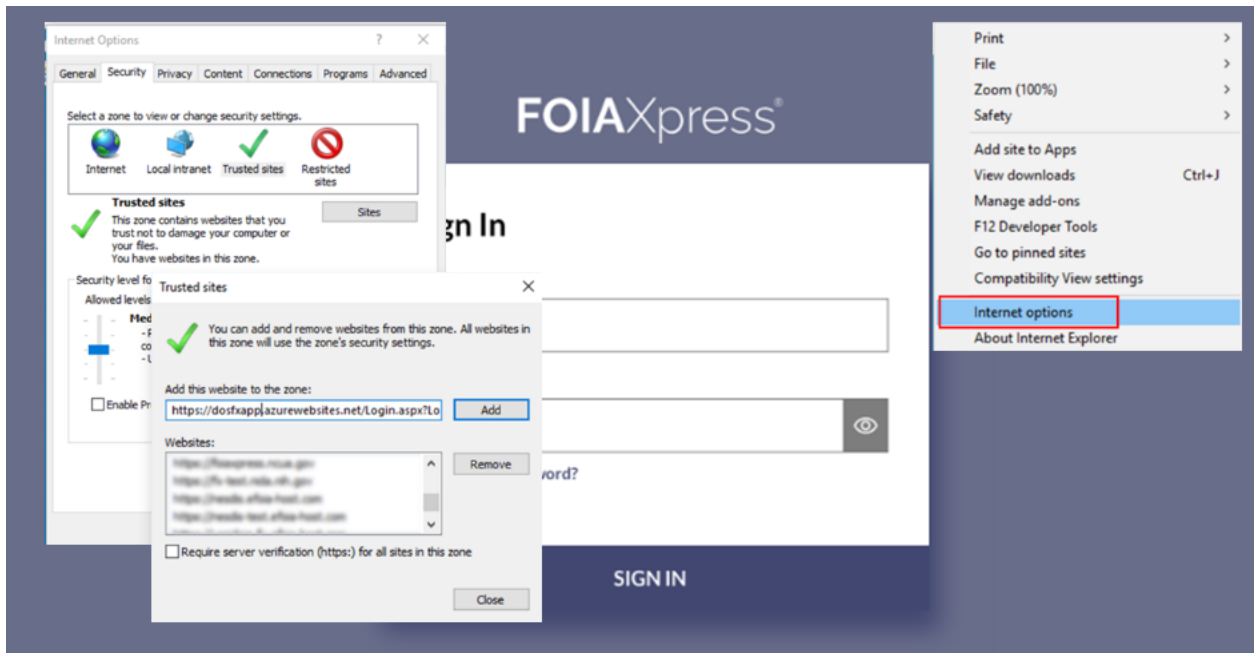 Internet Options
?
General Security Privacy Content Connections Programs Advanced
Select a zone to view or change security settings.
Internet
Local intranet
Trusted sites
Restricted
sites
Trusted sites
This zone contains websites that you
trust not to damage your computer or
your files.
You have websites in this zone.
Sites
Security level fo
Allowed levels
Med
- P
co
- U
Enable Pr
Trusted sites
You can add and remove websites from this zone. All websites in
this zone will use the zone's security settings.
Add this website to the zone:
https://dosfxapp.azurewebsites.net/Login.aspx?Lo
Add
Websites:
Remove
Require server verification (https:) for all sites in this zone
Close
FOIAXpress®
gn In
word?
SIGN IN
Print >
File >
Zoom (100%) >
Safety >
Add site to Apps
View downloads Ctrl+J
Manage add-ons
F12 Developer Tools
Go to pinned sites
Compatibility View settings
Internet options
About Internet Explorer